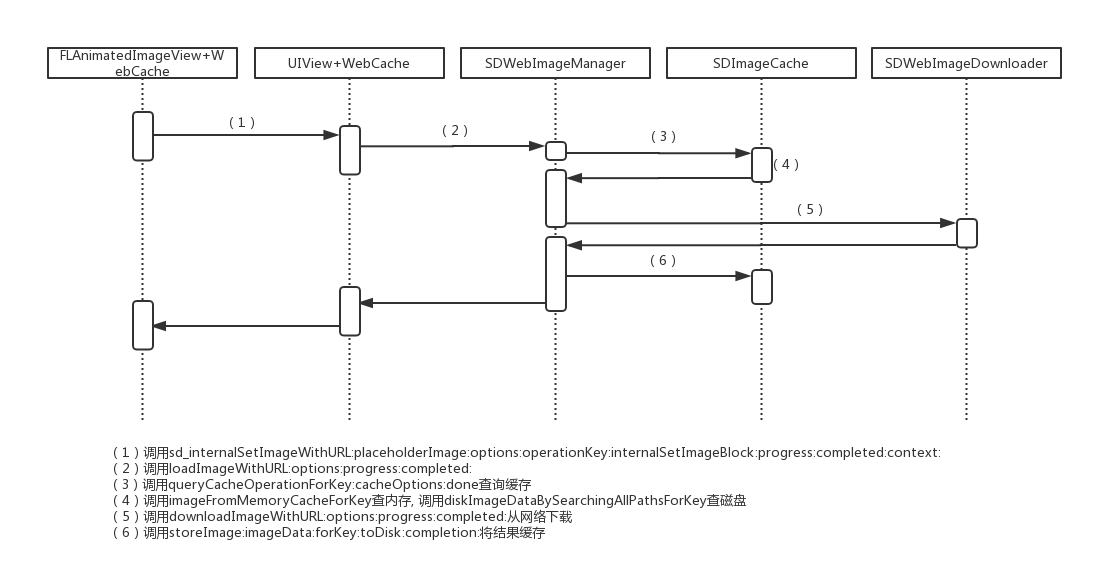 FLAnimatedImageView+W
ebCache
UIView+WebCache
SDWebImageManager
SDImageCache
SDWebImageDownloader
（1）
（2）
（3）
（4）
（5）
（6）
（1）调用sd_internalSetImageWithURL:placeholderImage:options:operationKey:internalSetImageBlock:progress:completed:context:
（2）调用loadImageWithURL:options:progress:completed:
（3）调用queryCacheOperationForKey:cacheOptions:done查询缓存
（4）调用imageFromMemoryCacheForKey查内存, 调用diskImageDataBySearchingAllPathsForKey查磁盘
（5）调用downloadImageWithURL:options:progress:completed:从网络下载
（6）调用storeImage:imageData:forKey:toDisk:completion:将结果缓存